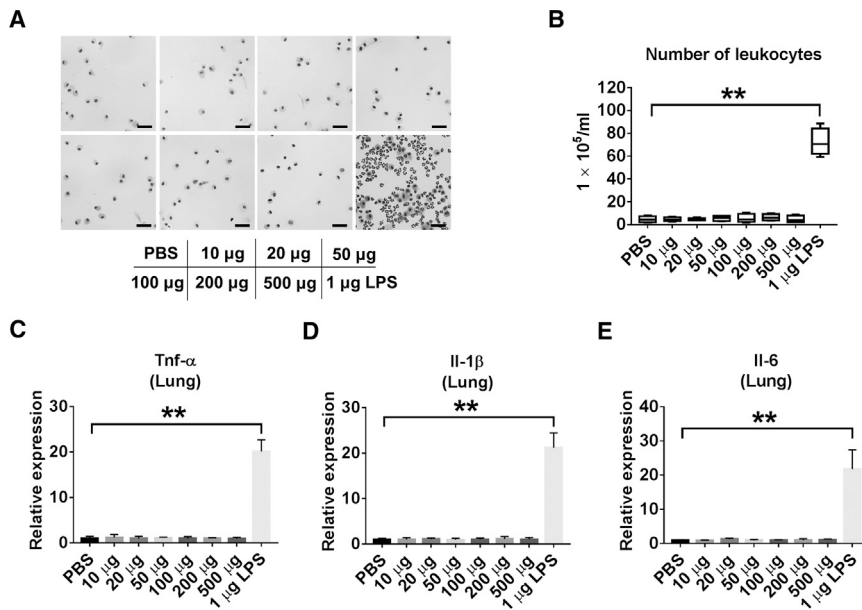 A
PBS 10 µg 20 µg 50 µg
100 µg 200 µg 500 µg 1 µg LPS
B
Number of leukocytes
**
1 × 10⁵/ml
120
100
80
60
40
20
0
PBS 10 µg 20 µg 50 µg 100 µg 200 µg 500 µg 1 µg LPS
C
Tnf-α
(Lung)
**
Relative expression
30
20
10
0
PBS 10 µg 20 µg 50 µg 100 µg 200 µg 500 µg 1 µg LPS
D
Il-1β
(Lung)
**
Relative expression
30
20
10
0
PBS 10 µg 20 µg 50 µg 100 µg 200 µg 500 µg 1 µg LPS
E
Il-6
(Lung)
**
Relative expression
40
30
20
10
0
PBS 10 µg 20 µg 50 µg 100 µg 200 µg 500 µg 1 µg LPS